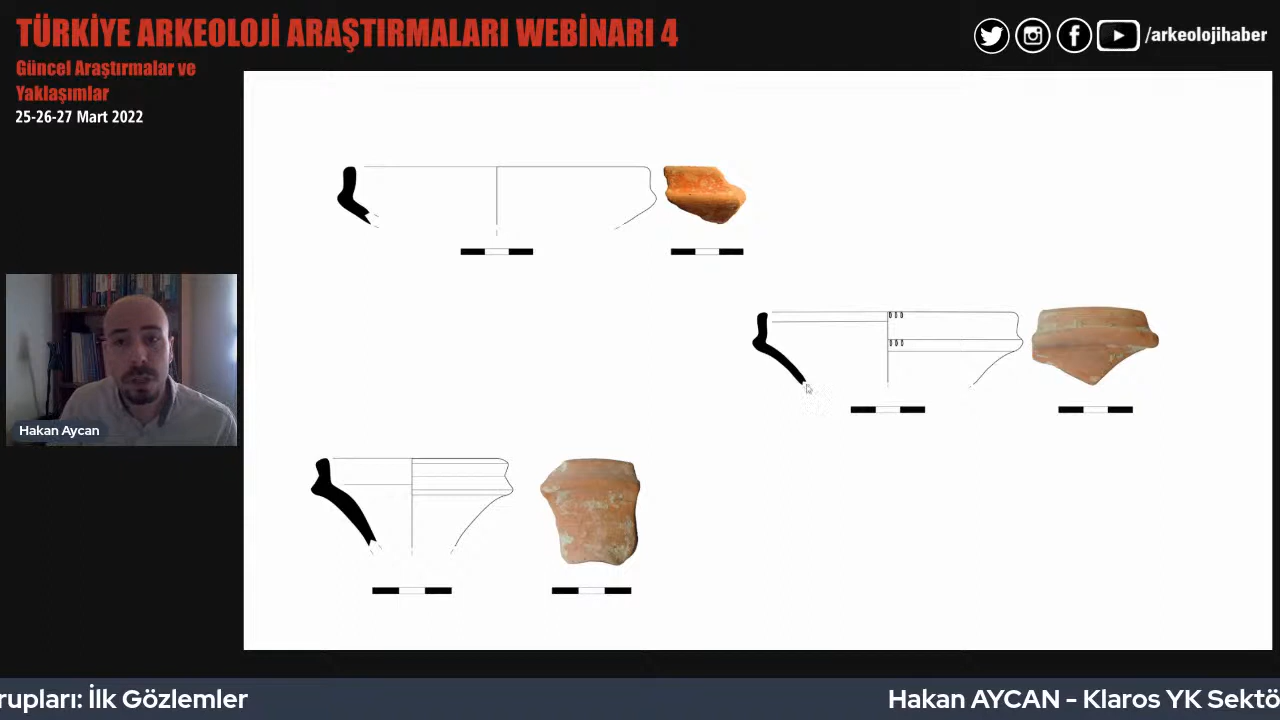 TÜRKİYE ARKEOLOJİ ARAŞTIRMALARI WEBİNARI 4
Güncel Araştırmalar ve
Yaklaşımlar
25-26-27 Mart 2022
/arkeolojihaber
Hakan Aycan
rupları: İlk Gözlemler
Hakan AYCAN - Klaros YK Sektö